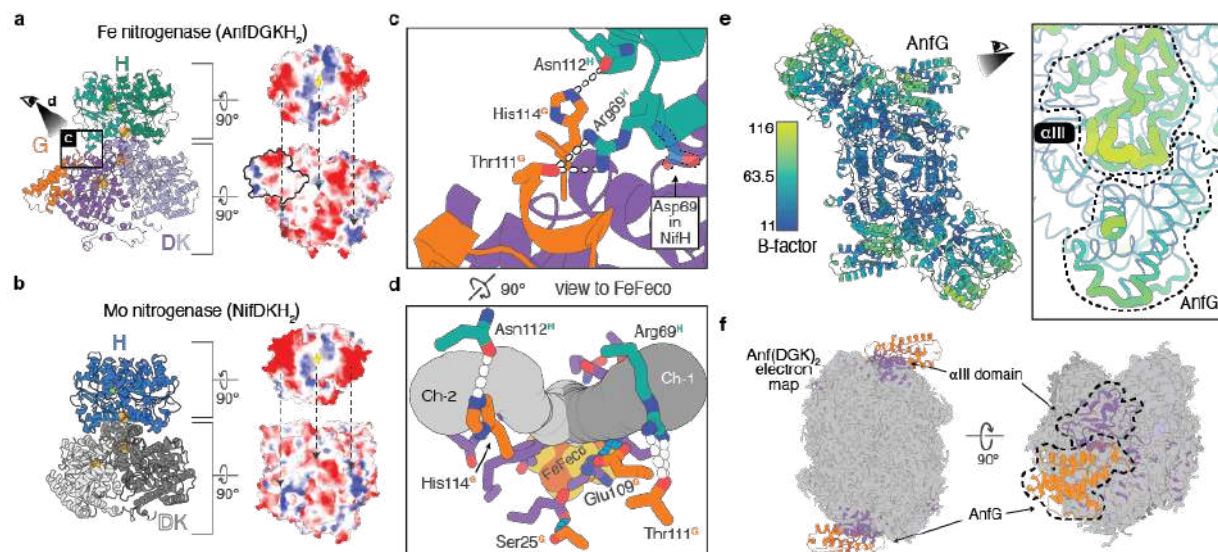 a
Fe nitrogenase (AnfDGKH₂)
H
d
c
G
DK
90°
90°
b
Mo nitrogenase (NifDKH₂)
H
DK
90°
90°
c
Asn112ᴴ
His114ᴳ
Arg69ᴴ
Thr111ᴳ
Asp69
in
NifH
d
90°
view to FeFeco
Asn112ᴴ
Arg69ᴴ
Ch-2
Ch-1
FeFeco
His114ᴳ
Glu109ᴳ
Ser25ᴳ
Thr111ᴳ
e
AnfG
116
63.5
11
B-factor
αIII
AnfG
f
Anf(DGK)₂
electron
map
αIII domain
90°
AnfG